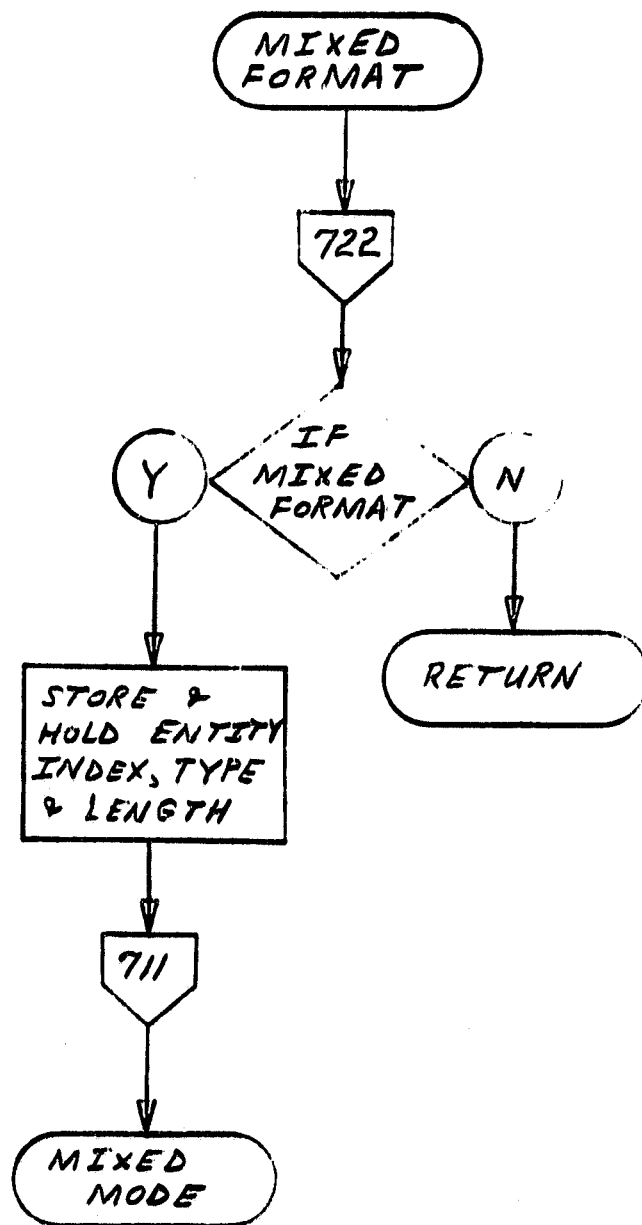 MIXED
FORMAT
722
IF
MIXED
FORMAT
Y
N
STORE &
HOLD ENTITY
INDEX, TYPE
& LENGTH
RETURN
711
MIXED
MODE